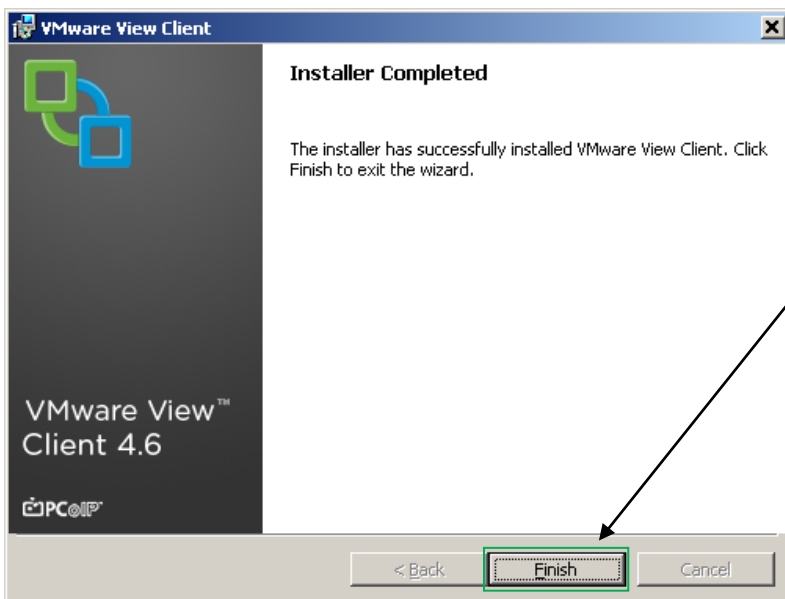 VMware View Client
Installer Completed
The installer has successfully installed VMware View Client. Click
Finish to exit the wizard.
VMware View™
Client 4.6
PCoIP™
< Back
Finish
Cancel